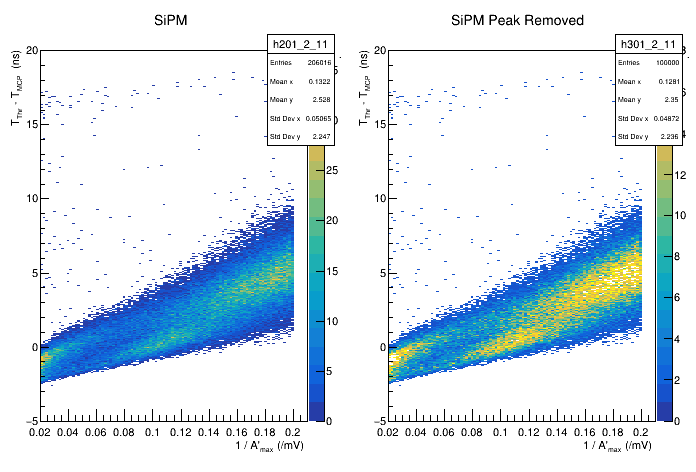 SiPM
h201_2_11
Entries 206016
Mean x 0.1322
Mean y 2.528
Std Dev x 0.05065
Std Dev y 2.247
T_Thr - T_MCP (ns)
20
15
10
5
0
−5
0.02 0.04 0.06 0.08 0.1 0.12 0.14 0.16 0.18 0.2
1 / A'_max (/mV)
25
20
15
10
5
0
SiPM Peak Removed
h301_2_11
Entries 100000
Mean x 0.1281
Mean y 2.35
Std Dev x 0.04872
Std Dev y 2.236
T_Thr - T_MCP (ns)
20
15
10
5
0
−5
0.02 0.04 0.06 0.08 0.1 0.12 0.14 0.16 0.18 0.2
1 / A'_max (/mV)
12
10
8
6
4
2
0